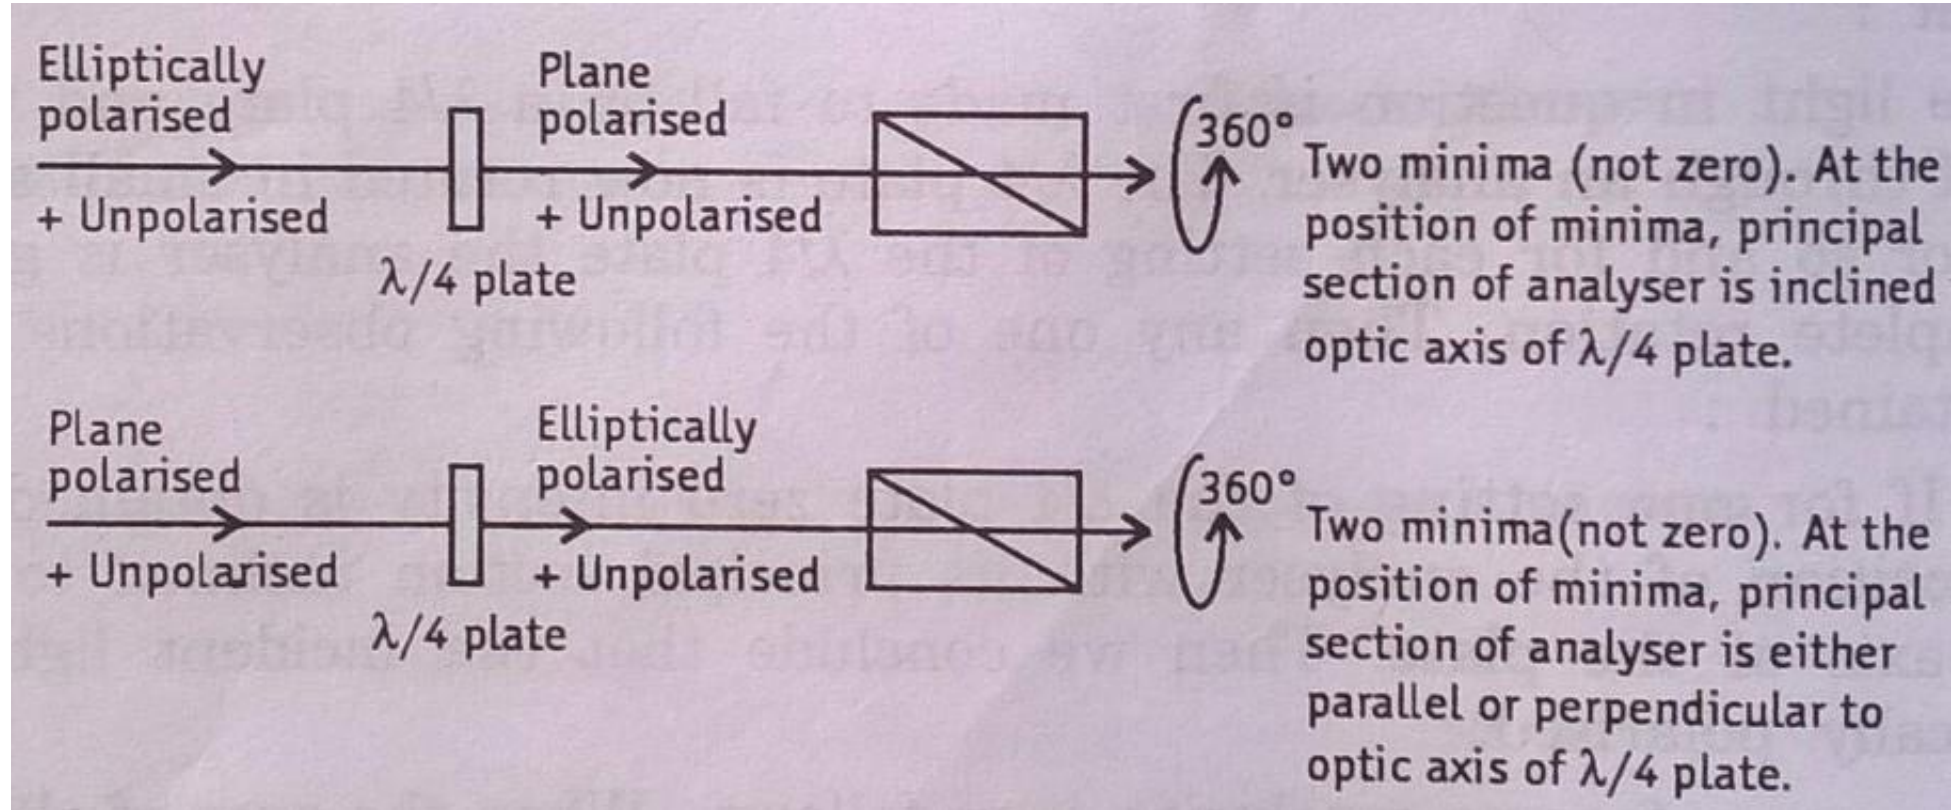 Elliptically
polarised
+ Unpolarised
λ/4 plate
Plane
polarised
+ Unpolarised
360°
Two minima (not zero). At the
position of minima, principal
section of analyser is inclined
optic axis of λ/4 plate.
Plane
polarised
+ Unpolarised
λ/4 plate
Elliptically
polarised
+ Unpolarised
360°
Two minima(not zero). At the
position of minima, principal
section of analyser is either
parallel or perpendicular to
optic axis of λ/4 plate.